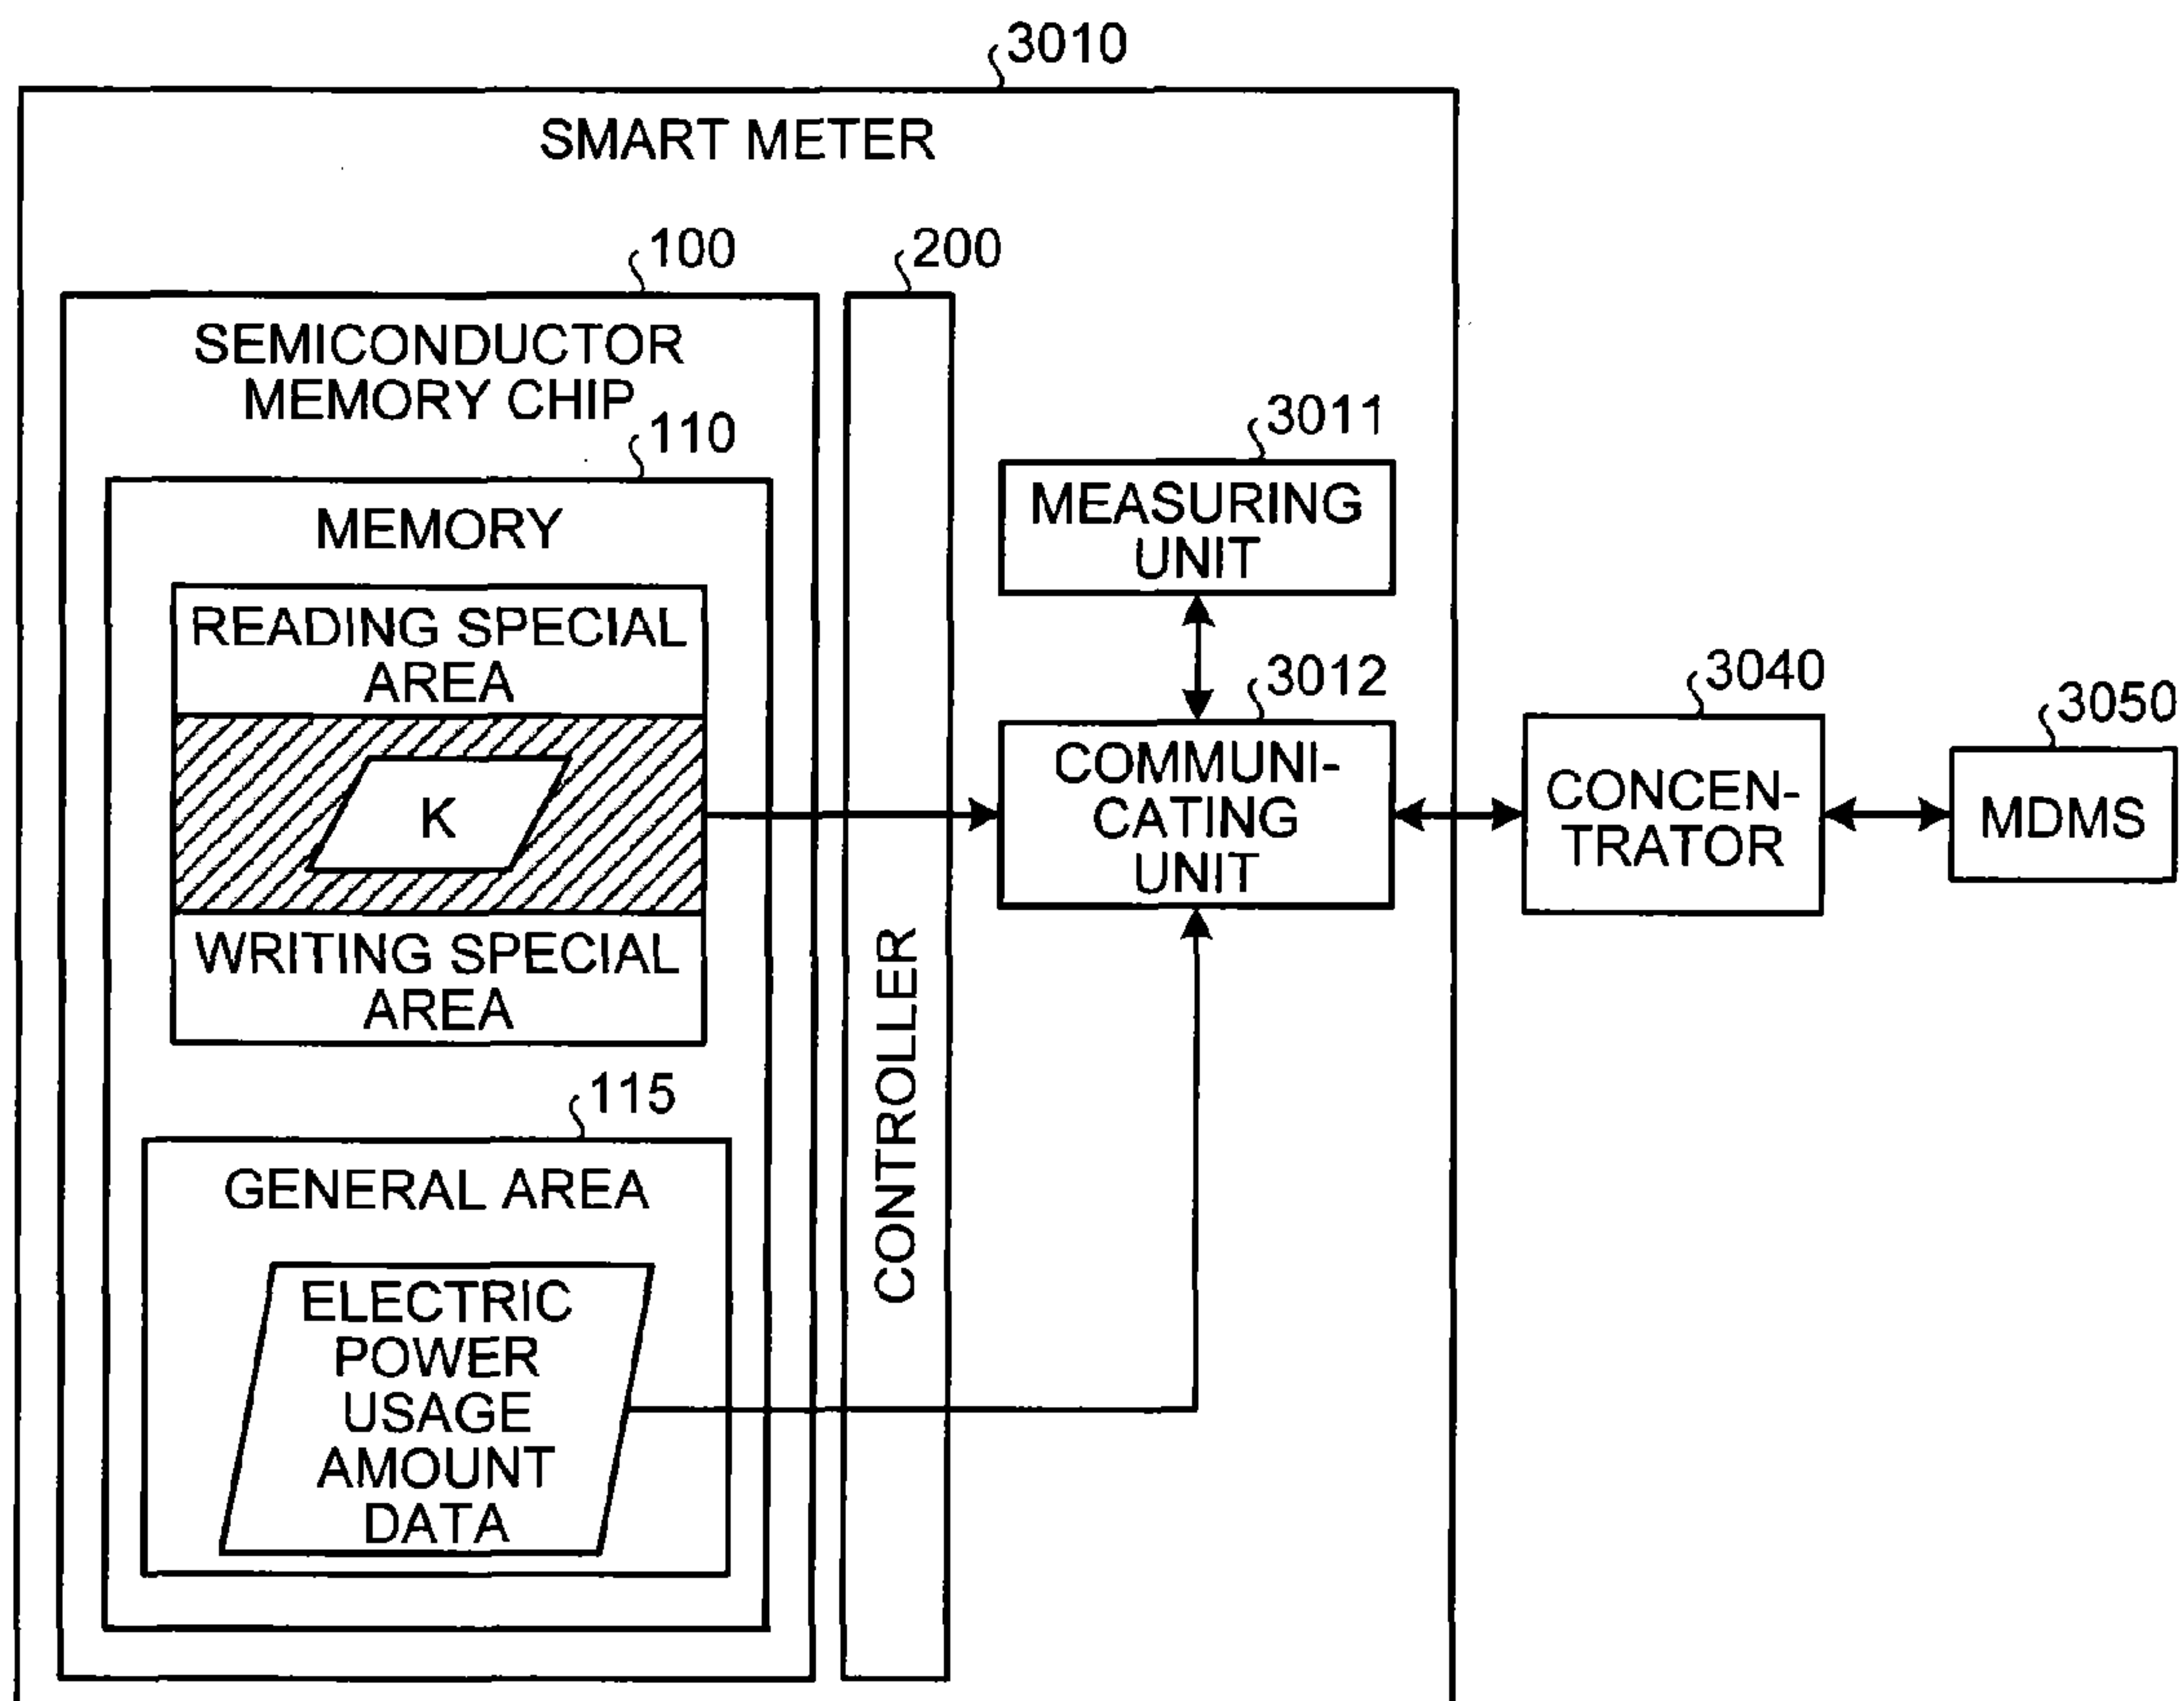 3010
SMART METER
100
200
SEMICONDUCTOR
MEMORY CHIP
110
MEMORY
READING SPECIAL
AREA
K
WRITING SPECIAL
AREA
115
GENERAL AREA
ELECTRIC
POWER
USAGE
AMOUNT
DATA
CONTROLLER
3011
MEASURING
UNIT
3012
COMMUNI-
CATING
UNIT
3040
CONCEN-
TRATOR
3050
MDMS